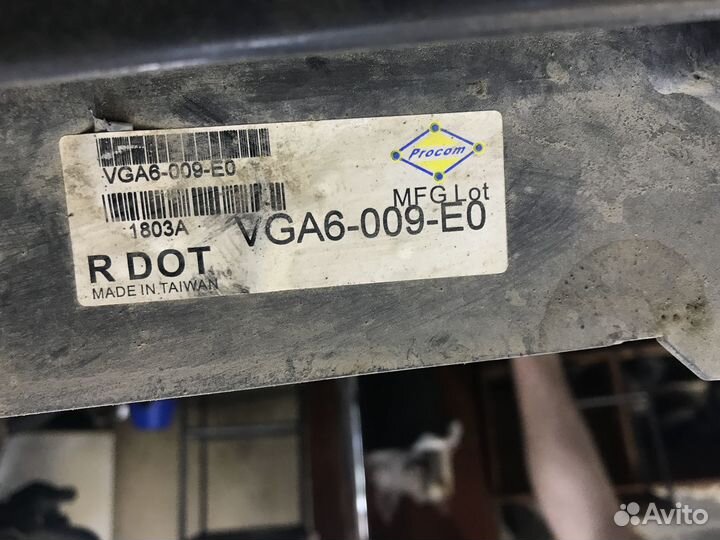 VGA6-009-E0
Procom
MFG Lot
1803A
VGA6-009-E0
R DOT
MADE IN TAIWAN
Avito